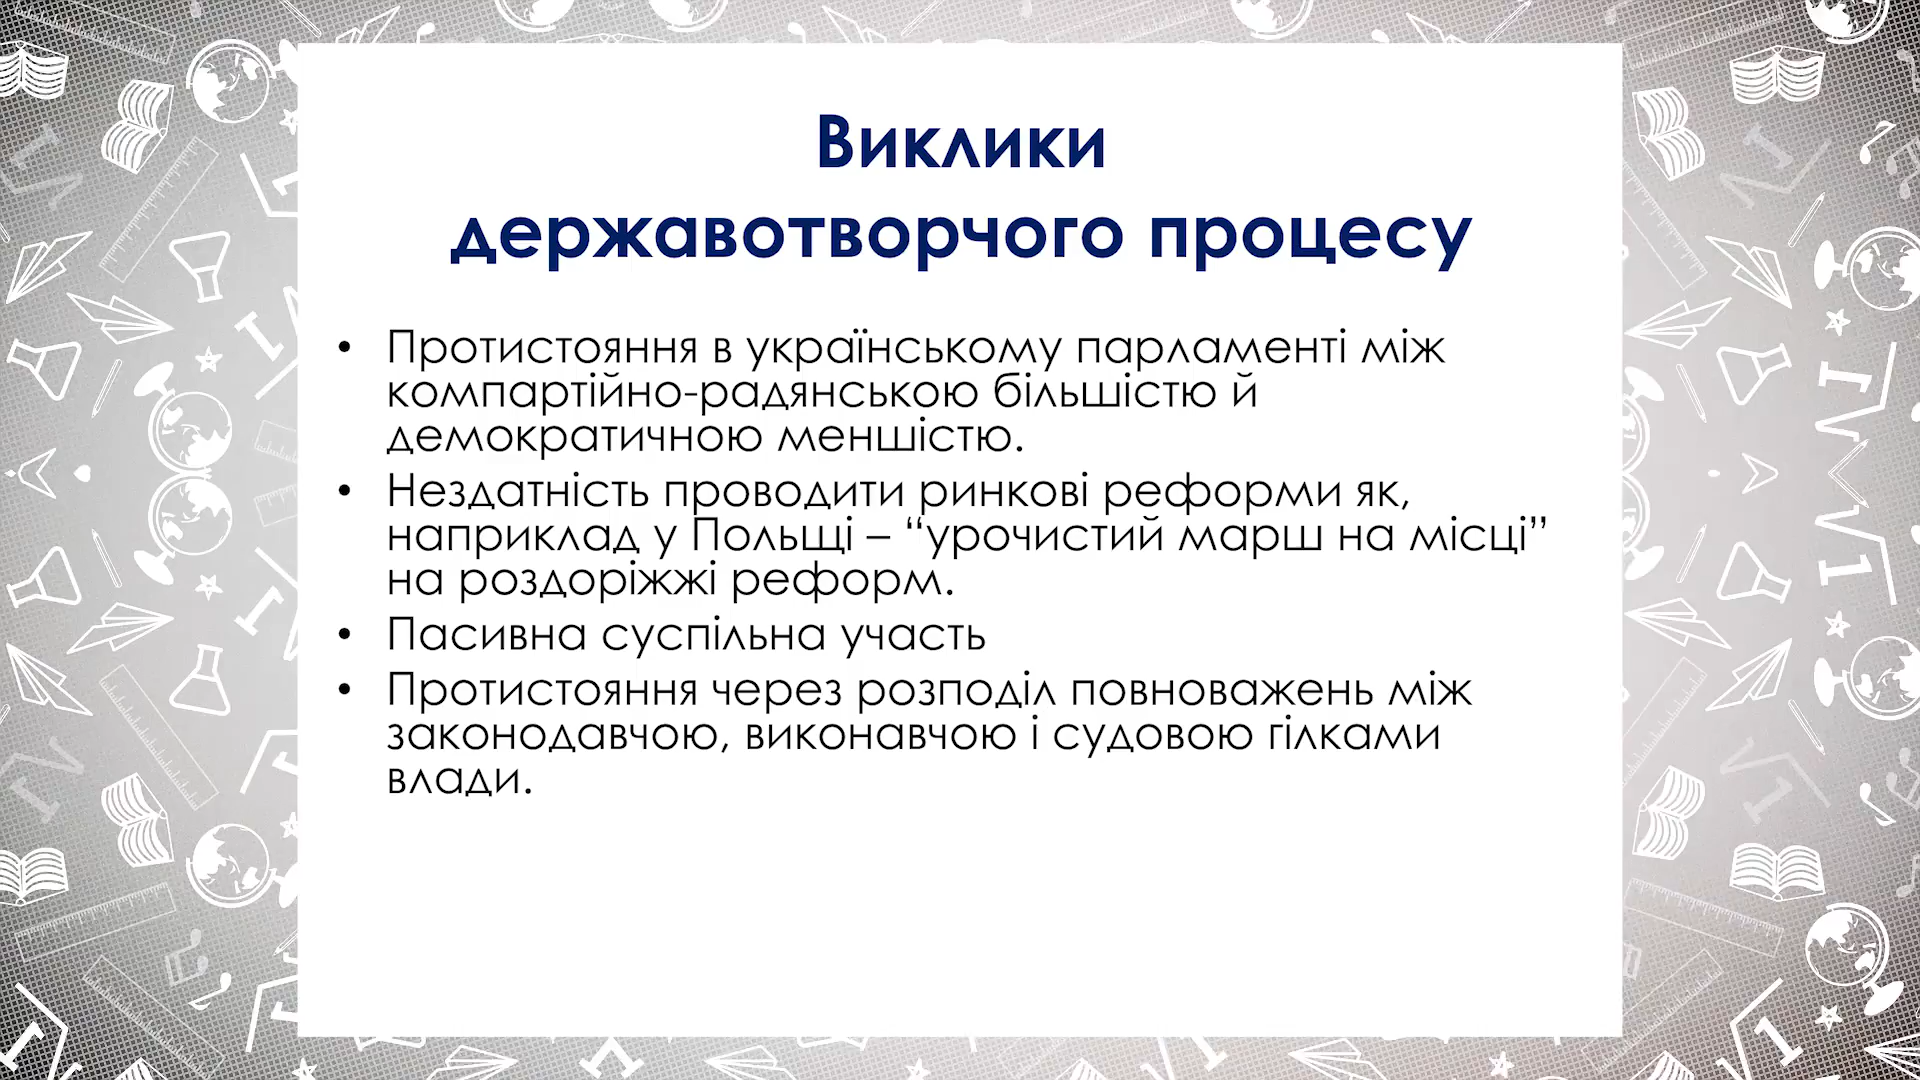 Виклики
державотворчого процесу
• Протистояння в українському парламенті між
компартійно-радянською більшістю й
демократичною меншістю.
• Нездатність проводити ринкові реформи як,
наприклад у Польщі – “урочистий марш на місці”
на роздоріжжі реформ.
• Пасивна суспільна участь
• Протистояння через розподіл повноважень між
законодавчою, виконавчою і судовою гілками
влади.